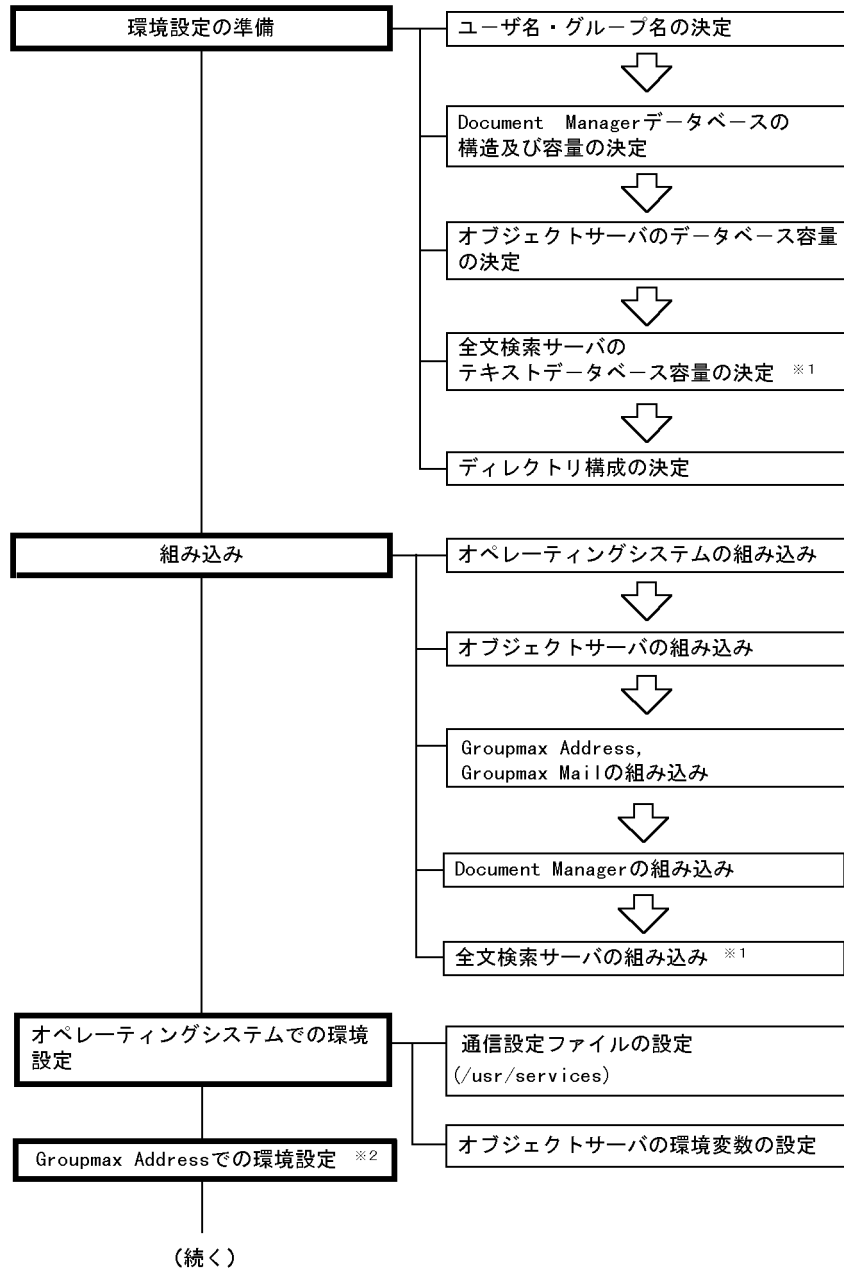 環境設定の準備
ユーザ名・グループ名の決定
Document Managerデータベースの
構造及び容量の決定
オブジェクトサーバのデータベース容量
の決定
全文検索サーバの
テキストデータベース容量の決定 ※1
ディレクトリ構成の決定
組み込み
オペレーティングシステムの組み込み
オブジェクトサーバの組み込み
Groupmax Address,
Groupmax Mailの組み込み
Document Managerの組み込み
全文検索サーバの組み込み ※1
オペレーティングシステムでの環境
設定
通信設定ファイルの設定
(/usr/services)
オブジェクトサーバの環境変数の設定
Groupmax Addressでの環境設定 ※2
(続く)